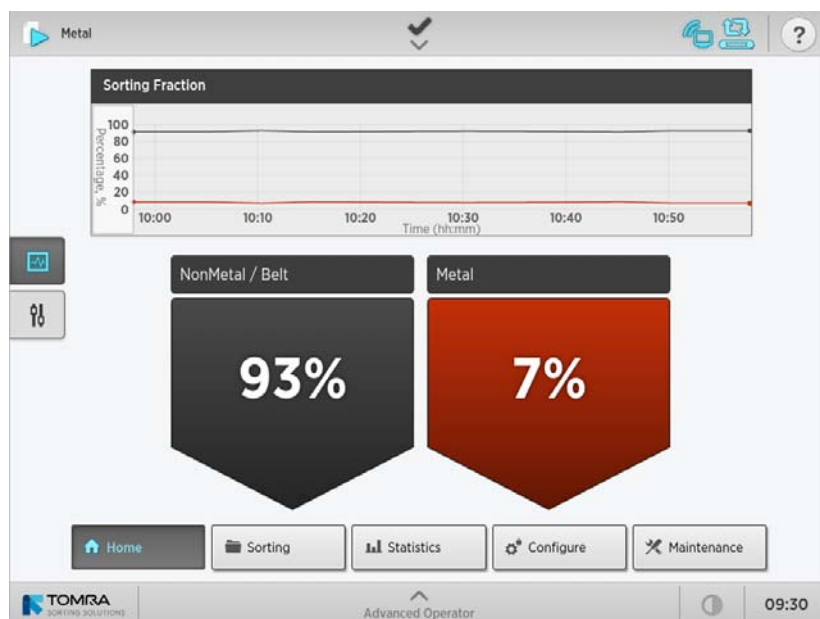 Metal
?
Sorting Fraction
Percentage, %
100
80
60
40
20
0
10:00 10:10 10:20 10:30 10:40 10:50
Time (hh:mm)
NonMetal / Belt Metal
93% 7%
Home Sorting Statistics Configure Maintenance
TOMRA
SORTING SOLUTIONS
Advanced Operator
09:30